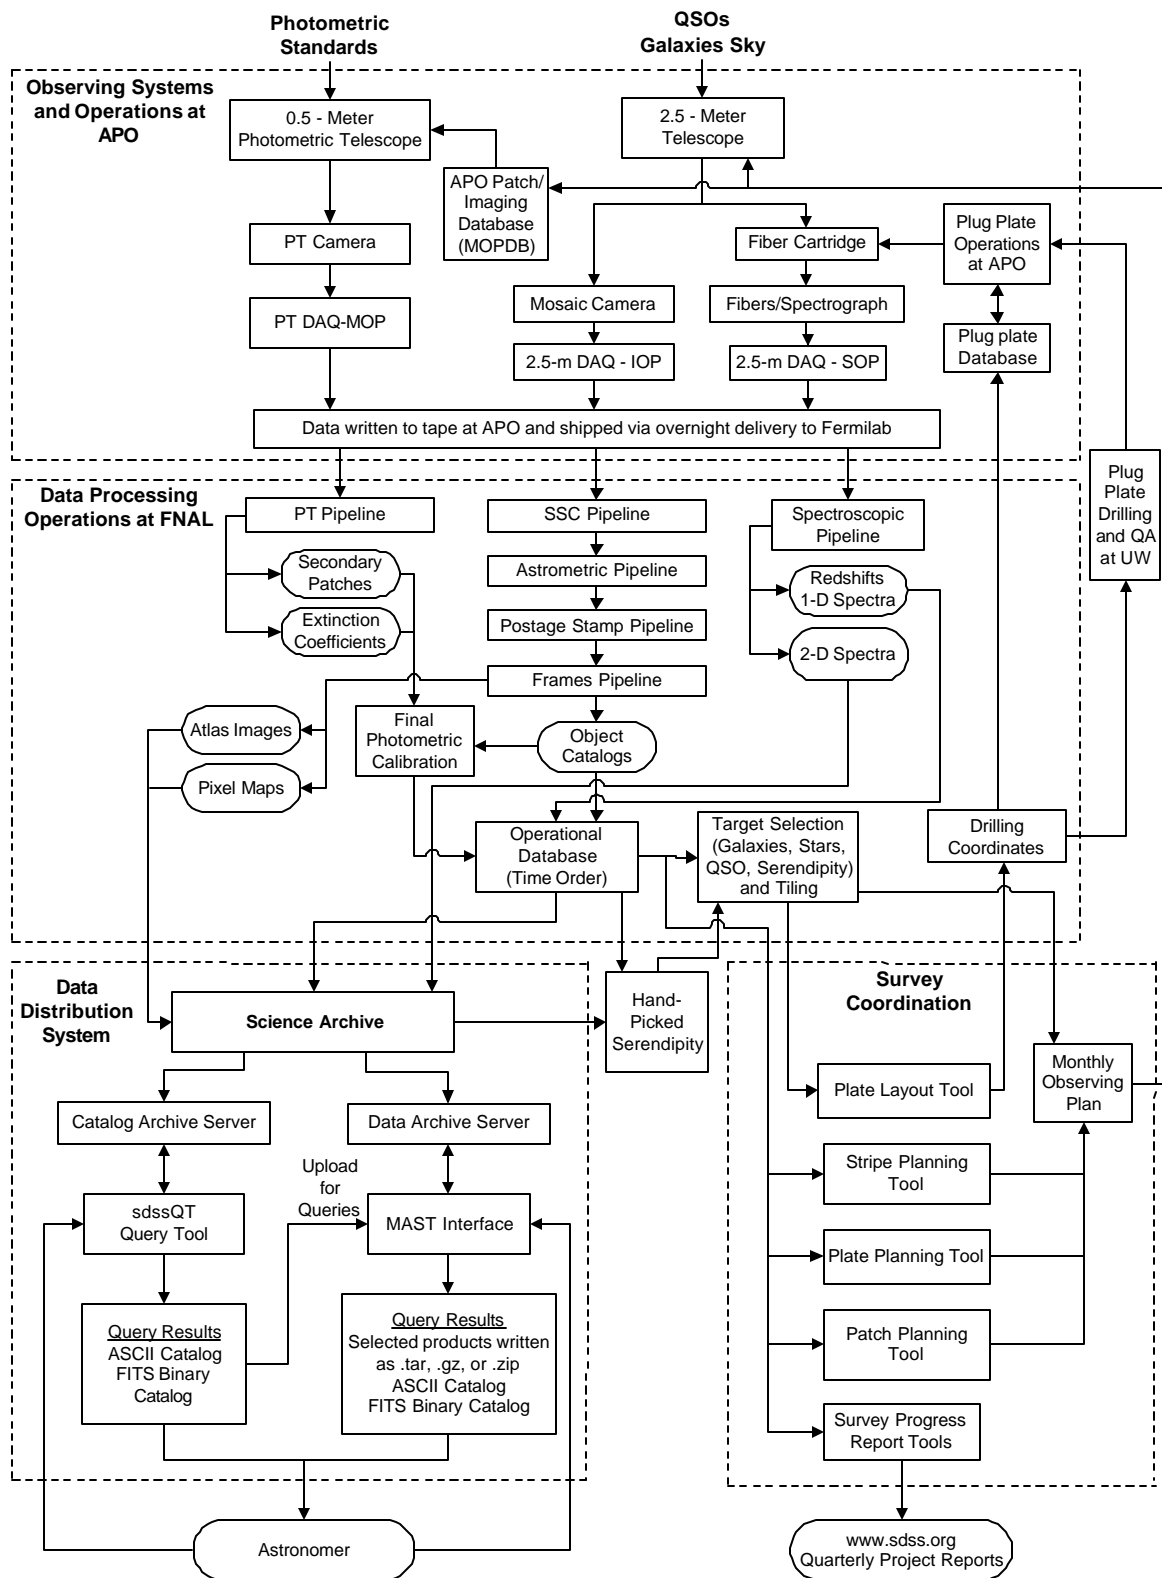 Photometric
Standards
QSOs
Galaxies Sky
Observing Systems
and Operations at
APO
0.5 - Meter
Photometric Telescope
2.5 - Meter
Telescope
APO Patch/
Imaging
Database
(MOPDB)
PT Camera
Fiber Cartridge
Plug Plate
Operations
at APO
Mosaic Camera
Fibers/Spectrograph
PT DAQ-MOP
Plug plate
Database
2.5-m DAQ - IOP
2.5-m DAQ - SOP
Data written to tape at APO and shipped via overnight delivery to Fermilab
Plug
Plate
Drilling
and QA
at UW
Data Processing
Operations at FNAL
PT Pipeline
SSC Pipeline
Spectroscopic
Pipeline
Secondary
Patches
Astrometric Pipeline
Redshifts
1-D Spectra
Extinction
Coefficients
Postage Stamp Pipeline
2-D Spectra
Frames Pipeline
Atlas Images
Final
Photometric
Calibration
Object
Catalogs
Pixel Maps
Operational
Database
(Time Order)
Target Selection
(Galaxies, Stars,
QSO, Serendipity)
and Tiling
Drilling
Coordinates
Data
Distribution
System
Science Archive
Hand-
Picked
Serendipity
Survey
Coordination
Monthly
Observing
Plan
Plate Layout Tool
Catalog Archive Server
Data Archive Server
Upload
for
Queries
Stripe Planning
Tool
sdssQT
Query Tool
MAST Interface
Plate Planning Tool
Query Results
ASCII Catalog
FITS Binary
Catalog
Query Results
Selected products written
as .tar, .gz, or .zip
ASCII Catalog
FITS Binary Catalog
Patch Planning
Tool
Survey Progress
Report Tools
Astronomer
www.sdss.org
Quarterly Project Reports